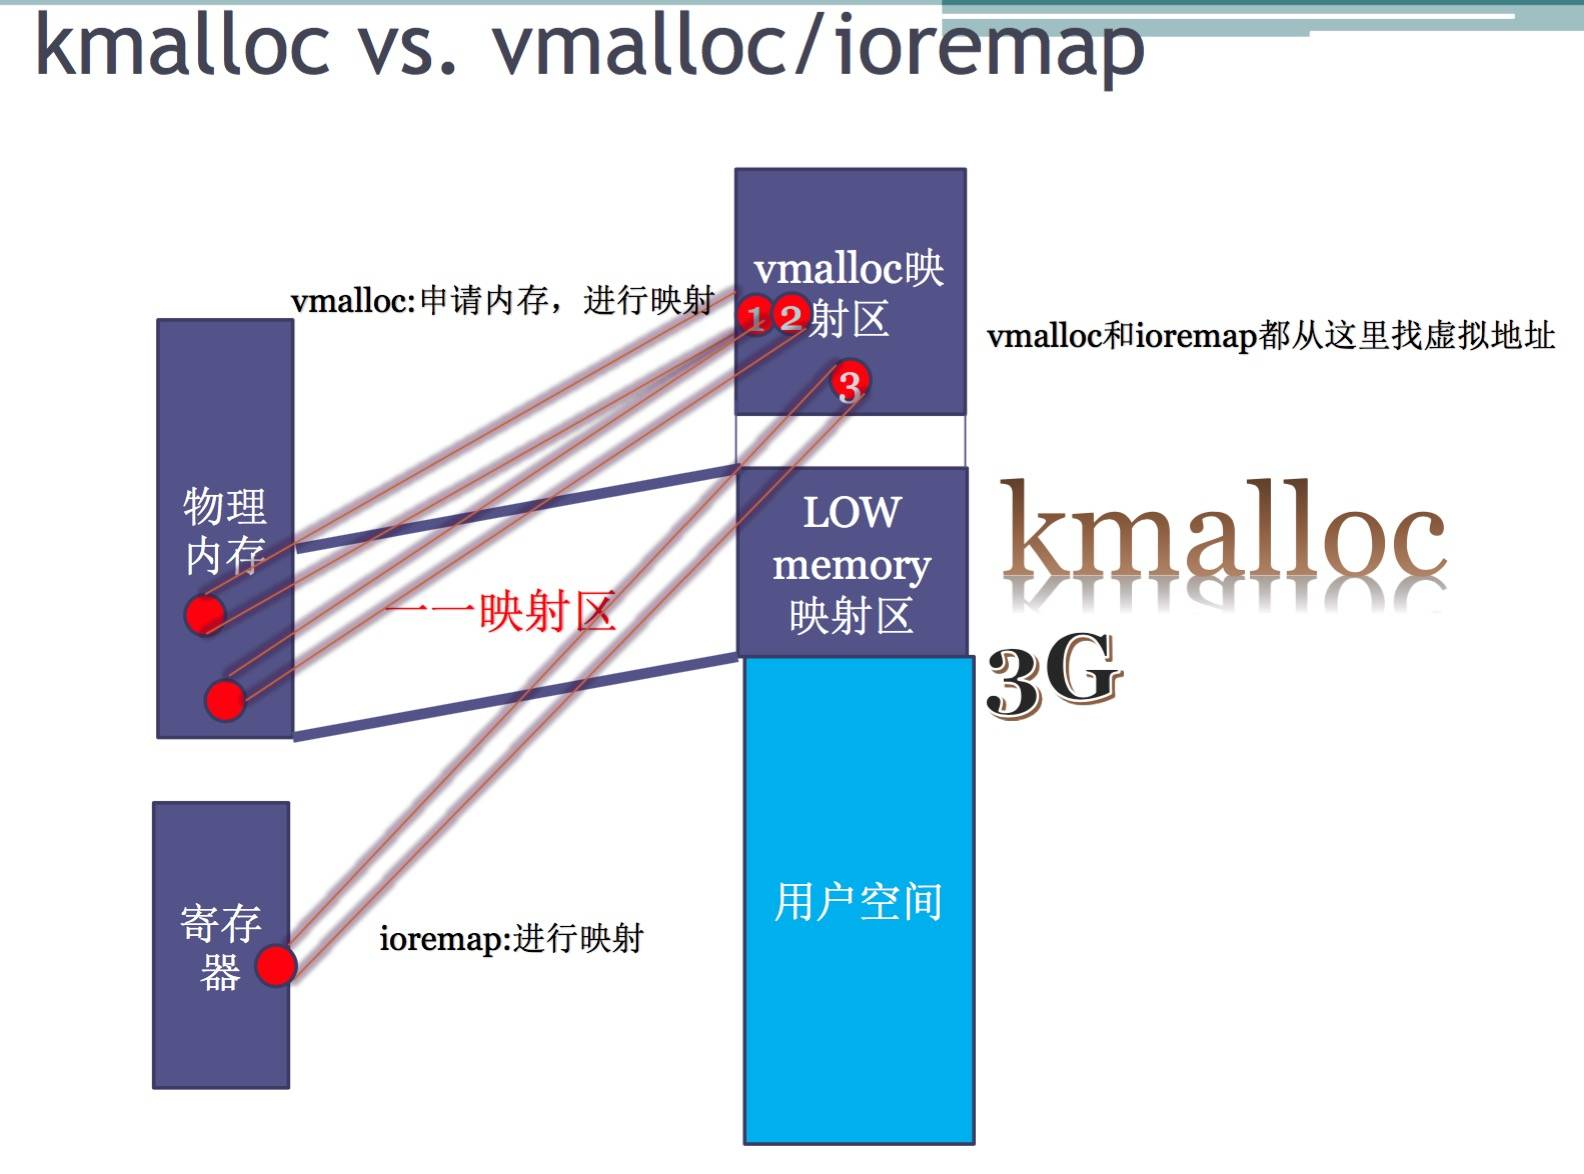 kmalloc vs. vmalloc/ioremap
vmalloc:申请内存，进行映射
vmalloc映
1 2 射区
3
vmalloc和ioremap都从这里找虚拟地址
物理
内存
一一映射区
LOW
memory
映射区
kmalloc
3G
寄存
器
ioremap:进行映射
用户空间